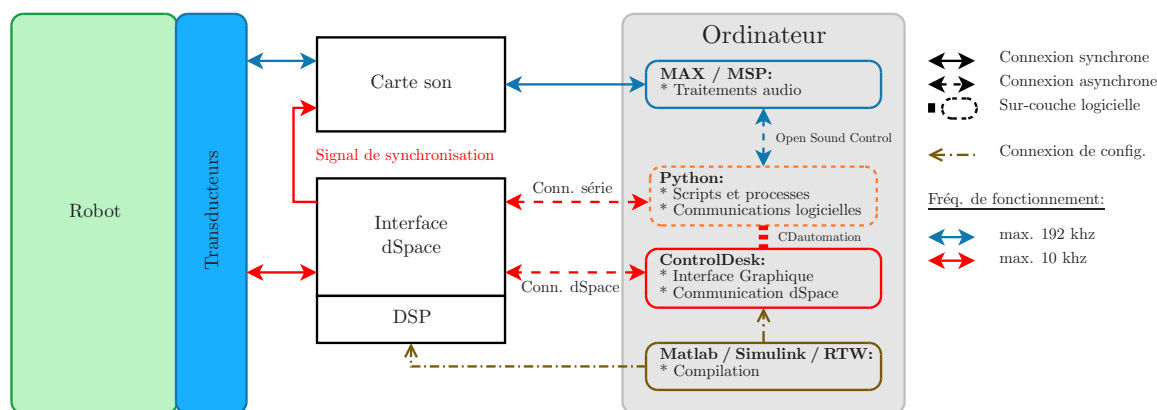 Robot
Transducteurs
Carte son
Signal de synchronisation
Interface
dSpace
DSP
Conn. série
Conn. dSpace
Ordinateur
MAX / MSP:
* Traitements audio
Open Sound Control
Python:
* Scripts et processes
* Communications logicielles
CDautomation
ControlDesk:
* Interface Graphique
* Communication dSpace
Matlab / Simulink / RTW:
* Compilation
Connexion synchrone
Connexion asynchrone
Sur-couche logicielle
Connexion de config.
Fréq. de fonctionnement:
max. 192 khz
max. 10 khz